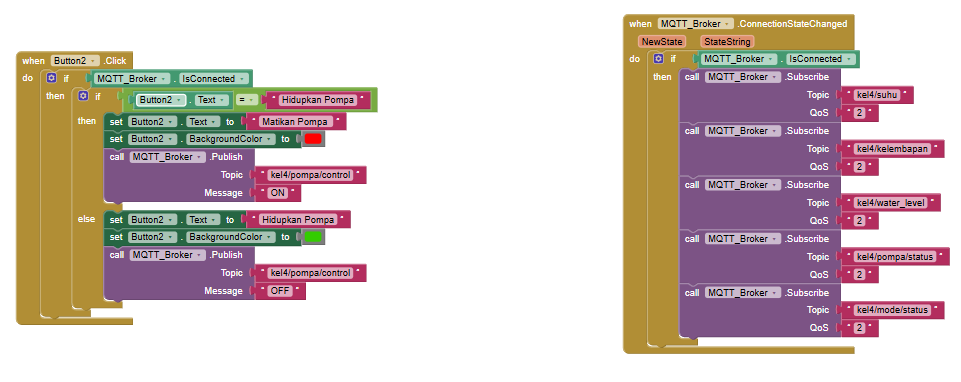 when Button2 .Click
do if MQTT_Broker . IsConnected
then if Button2 . Text = " Hidupkan Pompa "
then set Button2 . Text to " Matikan Pompa "
set Button2 . BackgroundColor to
call MQTT_Broker .Publish
Topic " kel4/pompa/control "
Message " ON "
else set Button2 . Text to " Hidupkan Pompa "
set Button2 . BackgroundColor to
call MQTT_Broker .Publish
Topic " kel4/pompa/control "
Message " OFF "
when MQTT_Broker .ConnectionStateChanged
NewState StateString
do if MQTT_Broker . IsConnected
then call MQTT_Broker .Subscribe
Topic " kel4/suhu "
QoS " 2 "
call MQTT_Broker .Subscribe
Topic " kel4/kelembapan "
QoS " 2 "
call MQTT_Broker .Subscribe
Topic " kel4/water_level "
QoS " 2 "
call MQTT_Broker .Subscribe
Topic " kel4/pompa/status "
QoS " 2 "
call MQTT_Broker .Subscribe
Topic " kel4/mode/status "
QoS " 2 "